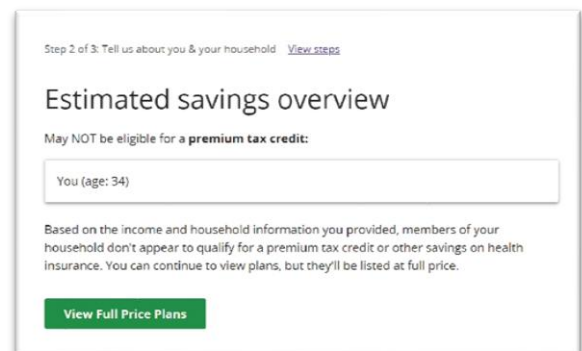 Step 2 of 3: Tell us about you & your household View steps
Estimated savings overview
May NOT be eligible for a premium tax credit:
You (age: 34)
Based on the income and household information you provided, members of your
household don't appear to qualify for a premium tax credit or other savings on health
insurance. You can continue to view plans, but they'll be listed at full price.
View Full Price Plans